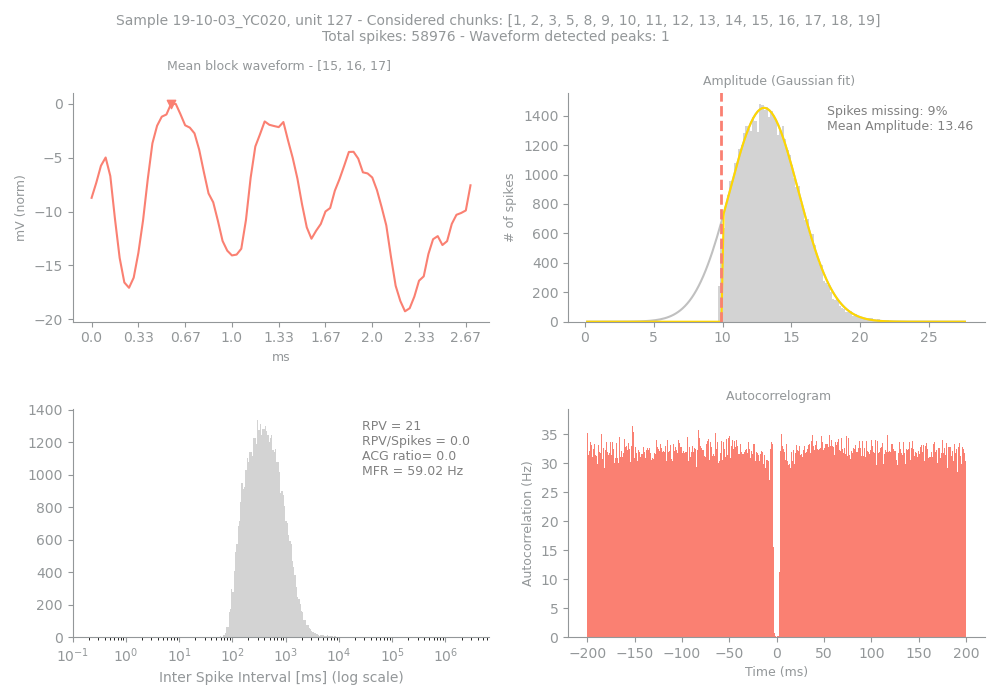 Sample 19-10-03_YC020, unit 127 - Considered chunks: [1, 2, 3, 5, 8, 9, 10, 11, 12, 13, 14, 15, 16, 17, 18, 19]
Total spikes: 58976 - Waveform detected peaks: 1
Mean block waveform - [15, 16, 17]
mV (norm)
0
−5
−10
−15
−20
0.0 0.33 0.67 1.0 1.33 1.67 2.0 2.33 2.67
ms
Amplitude (Gaussian fit)
Spikes missing: 9%
Mean Amplitude: 13.46
# of spikes
1400
1200
1000
800
600
400
200
0
0 5 10 15 20 25
1400
1200
1000
800
600
400
200
0
RPV = 21
RPV/Spikes = 0.0
ACG ratio= 0.0
MFR = 59.02 Hz
10⁻¹ 10⁰ 10¹ 10² 10³ 10⁴ 10⁵ 10⁶
Inter Spike Interval [ms] (log scale)
Autocorrelogram
Autocorrelation (Hz)
35
30
25
20
15
10
5
0
−200 −150 −100 −50 0 50 100 150 200
Time (ms)